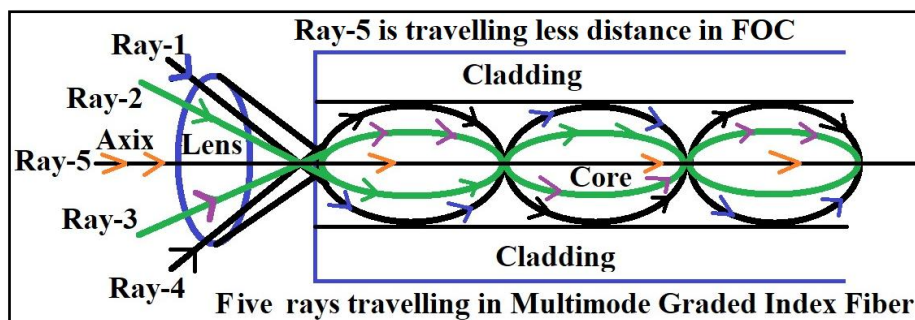 Ray-5 is travelling less distance in FOC
Ray-1
Cladding
Ray-2
Axix
Lens
Ray-5
Core
Ray-3
Cladding
Ray-4
Five rays travelling in Multimode Graded Index Fiber